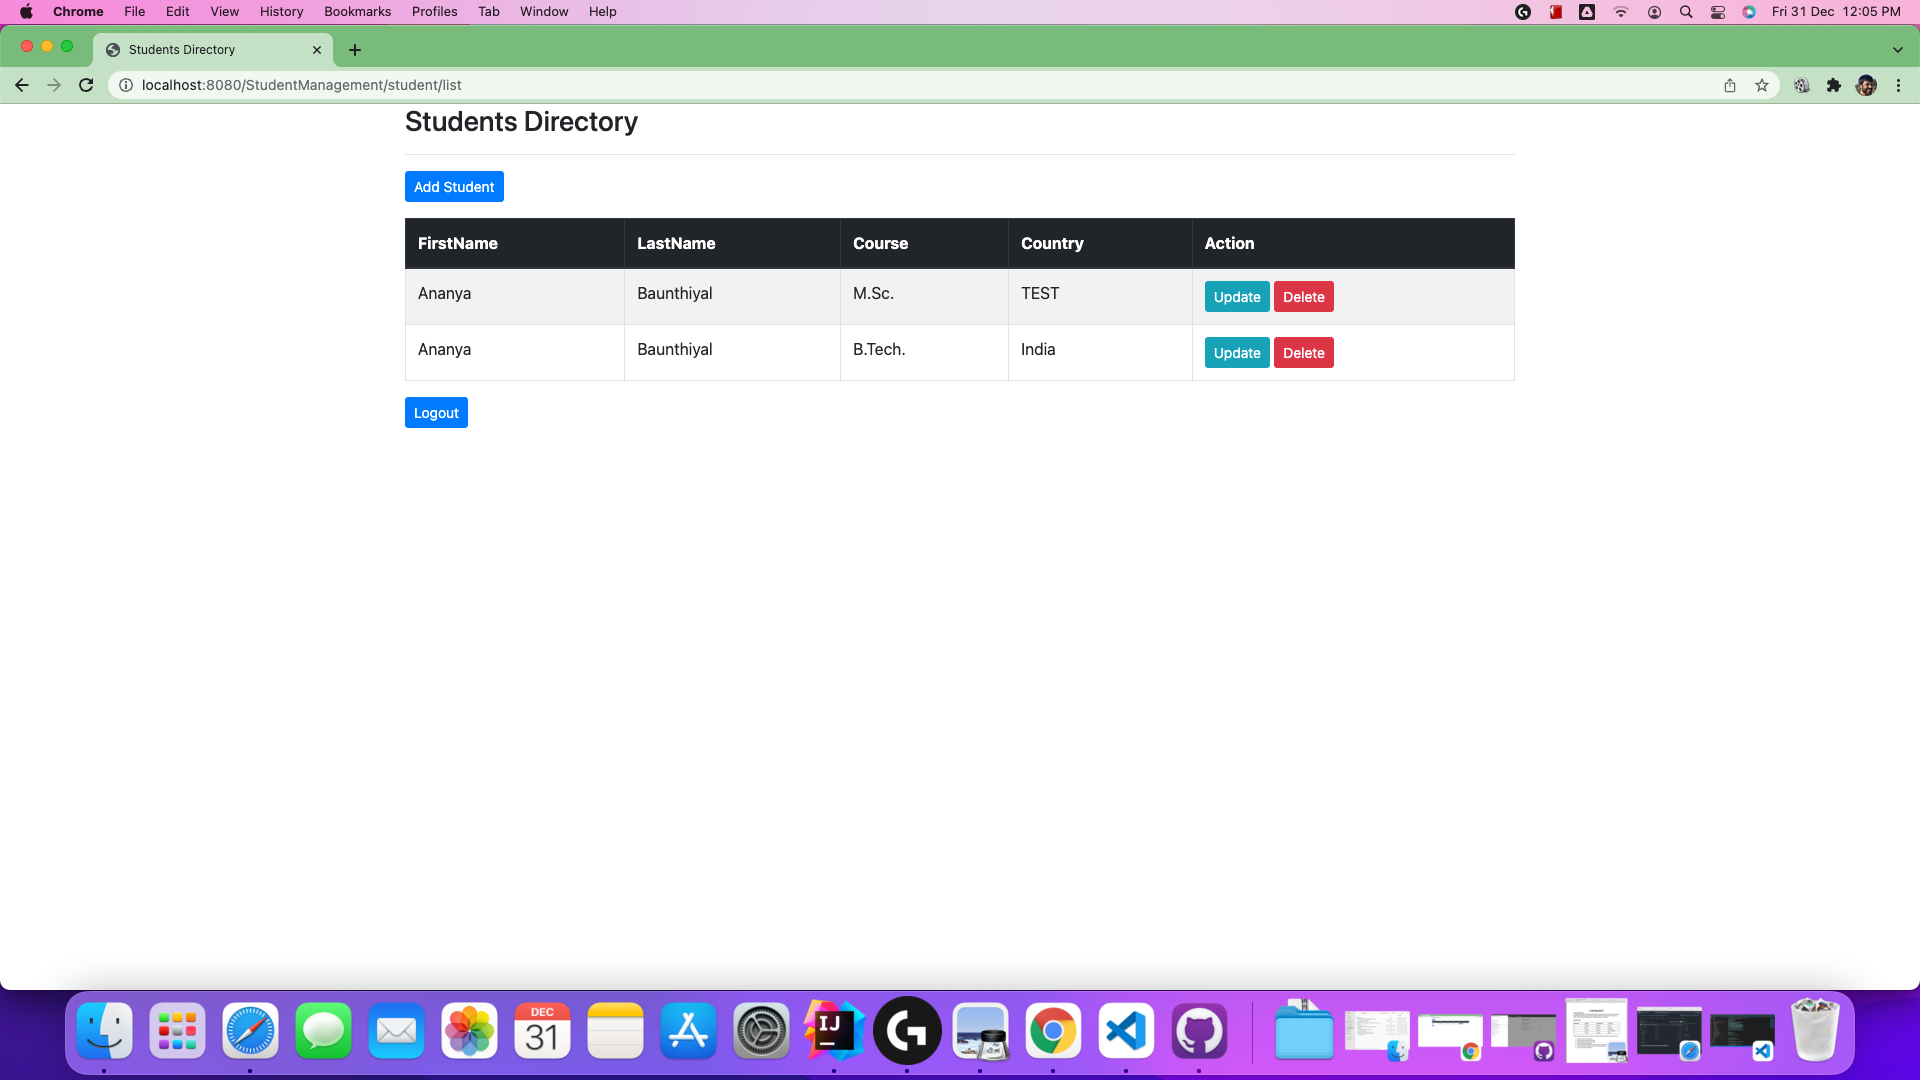 Chrome File Edit View History Bookmarks Profiles Tab Window Help Fri 31 Dec 12:05 PM
Students Directory
localhost:8080/StudentManagement/student/list
Students Directory
Add Student
FirstName LastName Course Country Action
Ananya Baunthiyal M.Sc. TEST Update Delete
Ananya Baunthiyal B.Tech. India Update Delete
Logout
DEC
31
IJ